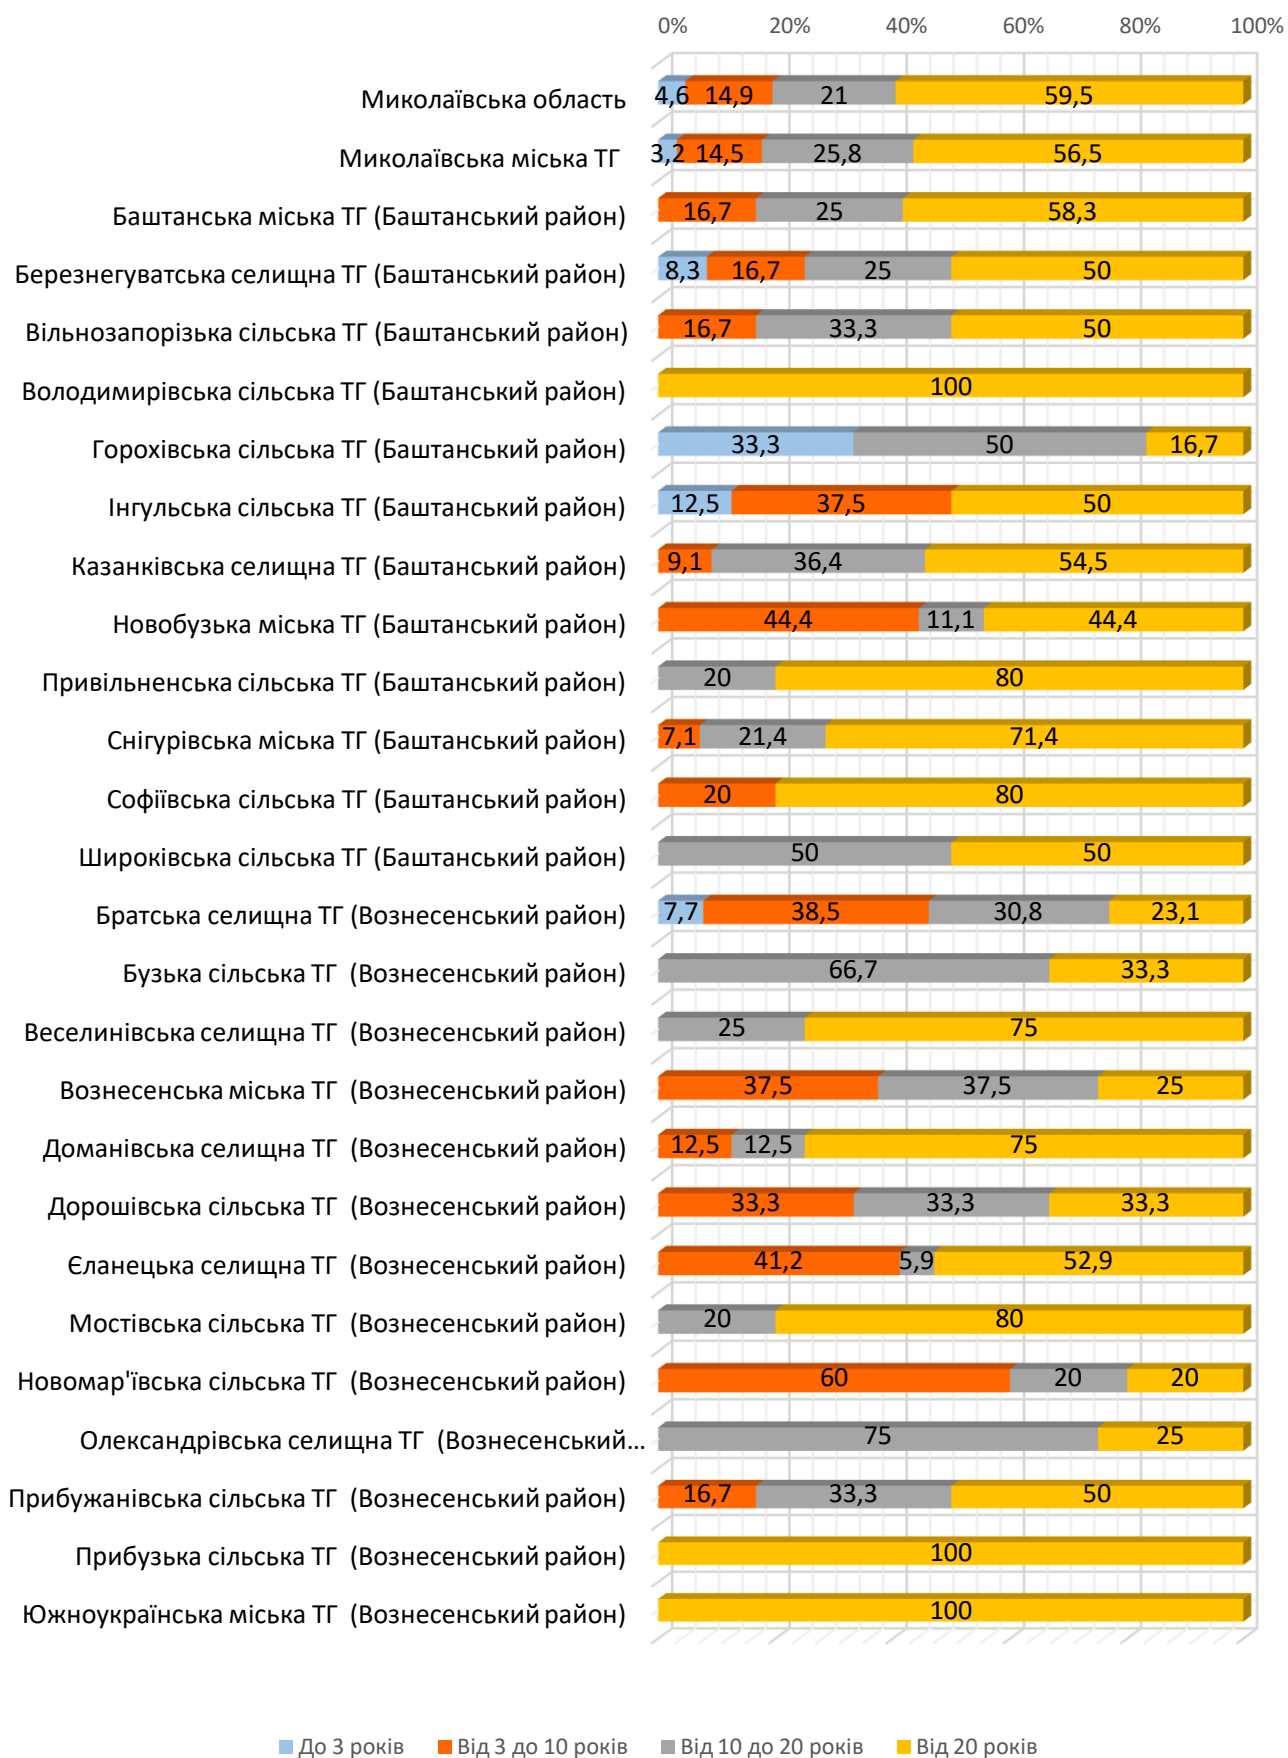 0% 20% 40% 60% 80% 100%
Миколаївська область 4,6 14,9 21 59,5
Миколаївська міська ТГ 3,2 14,5 25,8 56,5
Баштанська міська ТГ (Баштанський район) 16,7 25 58,3
Березнегуватська селищна ТГ (Баштанський район) 8,3 16,7 25 50
Вільнозапорізька сільська ТГ (Баштанський район) 16,7 33,3 50
Володимирівська сільська ТГ (Баштанський район) 100
Горохівська сільська ТГ (Баштанський район) 33,3 50 16,7
Інгульська сільська ТГ (Баштанський район) 12,5 37,5 50
Казанківська селищна ТГ (Баштанський район) 9,1 36,4 54,5
Новобузька міська ТГ (Баштанський район) 44,4 11,1 44,4
Привільненська сільська ТГ (Баштанський район) 20 80
Снігурівська міська ТГ (Баштанський район) 7,1 21,4 71,4
Софіївська сільська ТГ (Баштанський район) 20 80
Широківська сільська ТГ (Баштанський район) 50 50
Братська селищна ТГ (Вознесенський район) 7,7 38,5 30,8 23,1
Бузька сільська ТГ (Вознесенський район) 66,7 33,3
Веселинівська селищна ТГ (Вознесенський район) 25 75
Вознесенська міська ТГ (Вознесенський район) 37,5 37,5 25
Доманівська селищна ТГ (Вознесенський район) 12,5 12,5 75
Дорошівська сільська ТГ (Вознесенський район) 33,3 33,3 33,3
Єланецька селищна ТГ (Вознесенський район) 41,2 5,9 52,9
Мостівська сільська ТГ (Вознесенський район) 20 80
Новомар'ївська сільська ТГ (Вознесенський район) 60 20 20
Олександрівська селищна ТГ (Вознесенський... 75 25
Прибужанівська сільська ТГ (Вознесенський район) 16,7 33,3 50
Прибузька сільська ТГ (Вознесенський район) 100
Южноукраїнська міська ТГ (Вознесенський район) 100
До 3 років Від 3 до 10 років Від 10 до 20 років Від 20 років